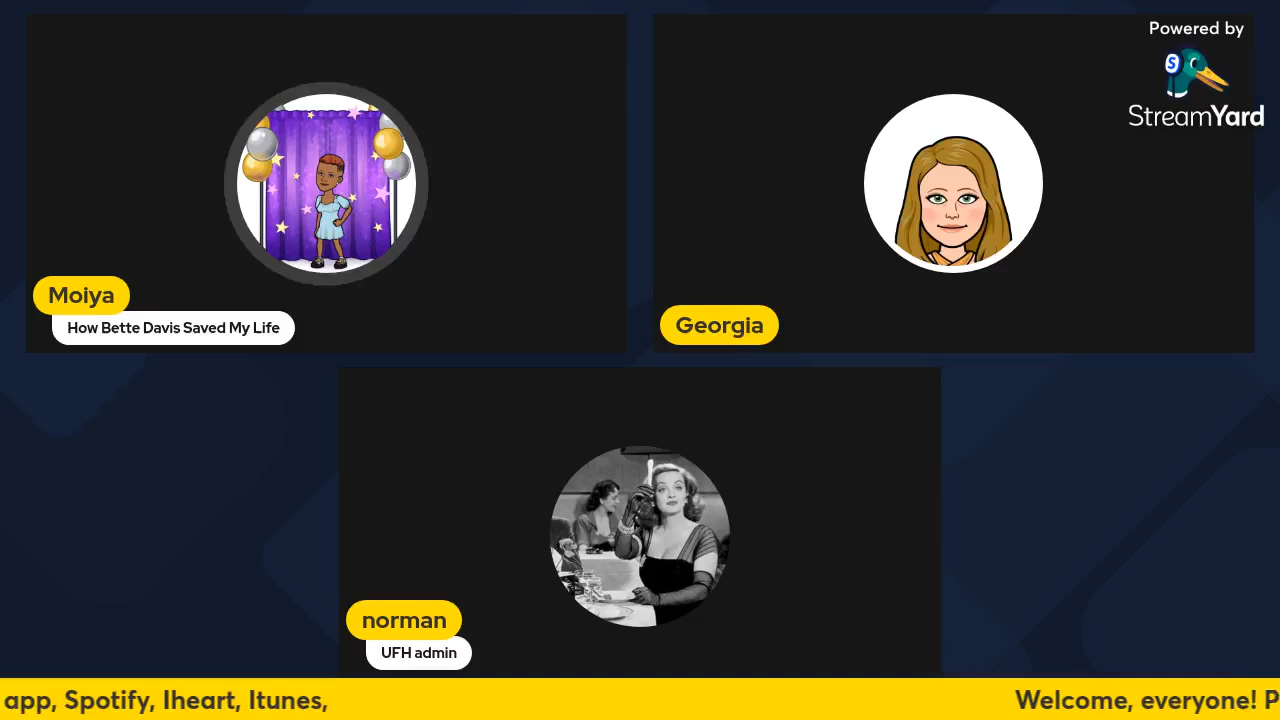 Powered by
S
StreamYard
Moiya
How Bette Davis Saved My Life
Georgia
norman
UFH admin
app, Spotify, Iheart, Itunes,
Welcome, everyone! P